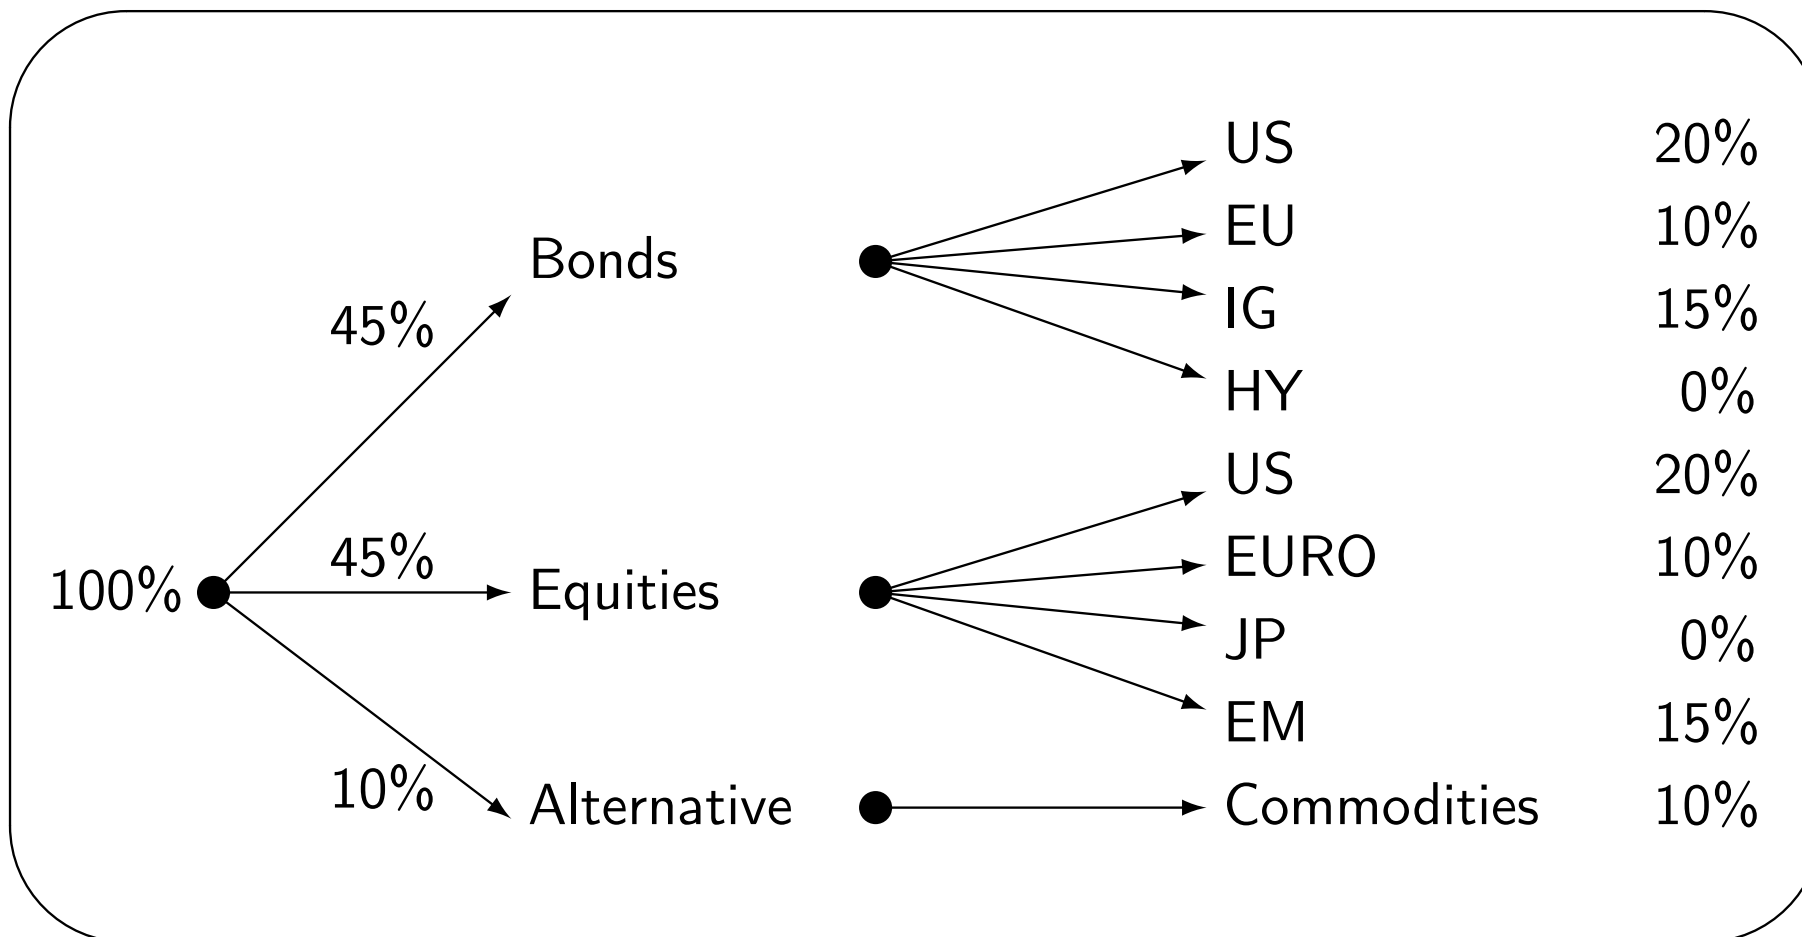 US 20%
EU 10%
Bonds
IG 15%
45%
HY 0%
US 20%
45%
EURO 10%
100% Equities
JP 0%
EM 15%
10%
Alternative Commodities 10%